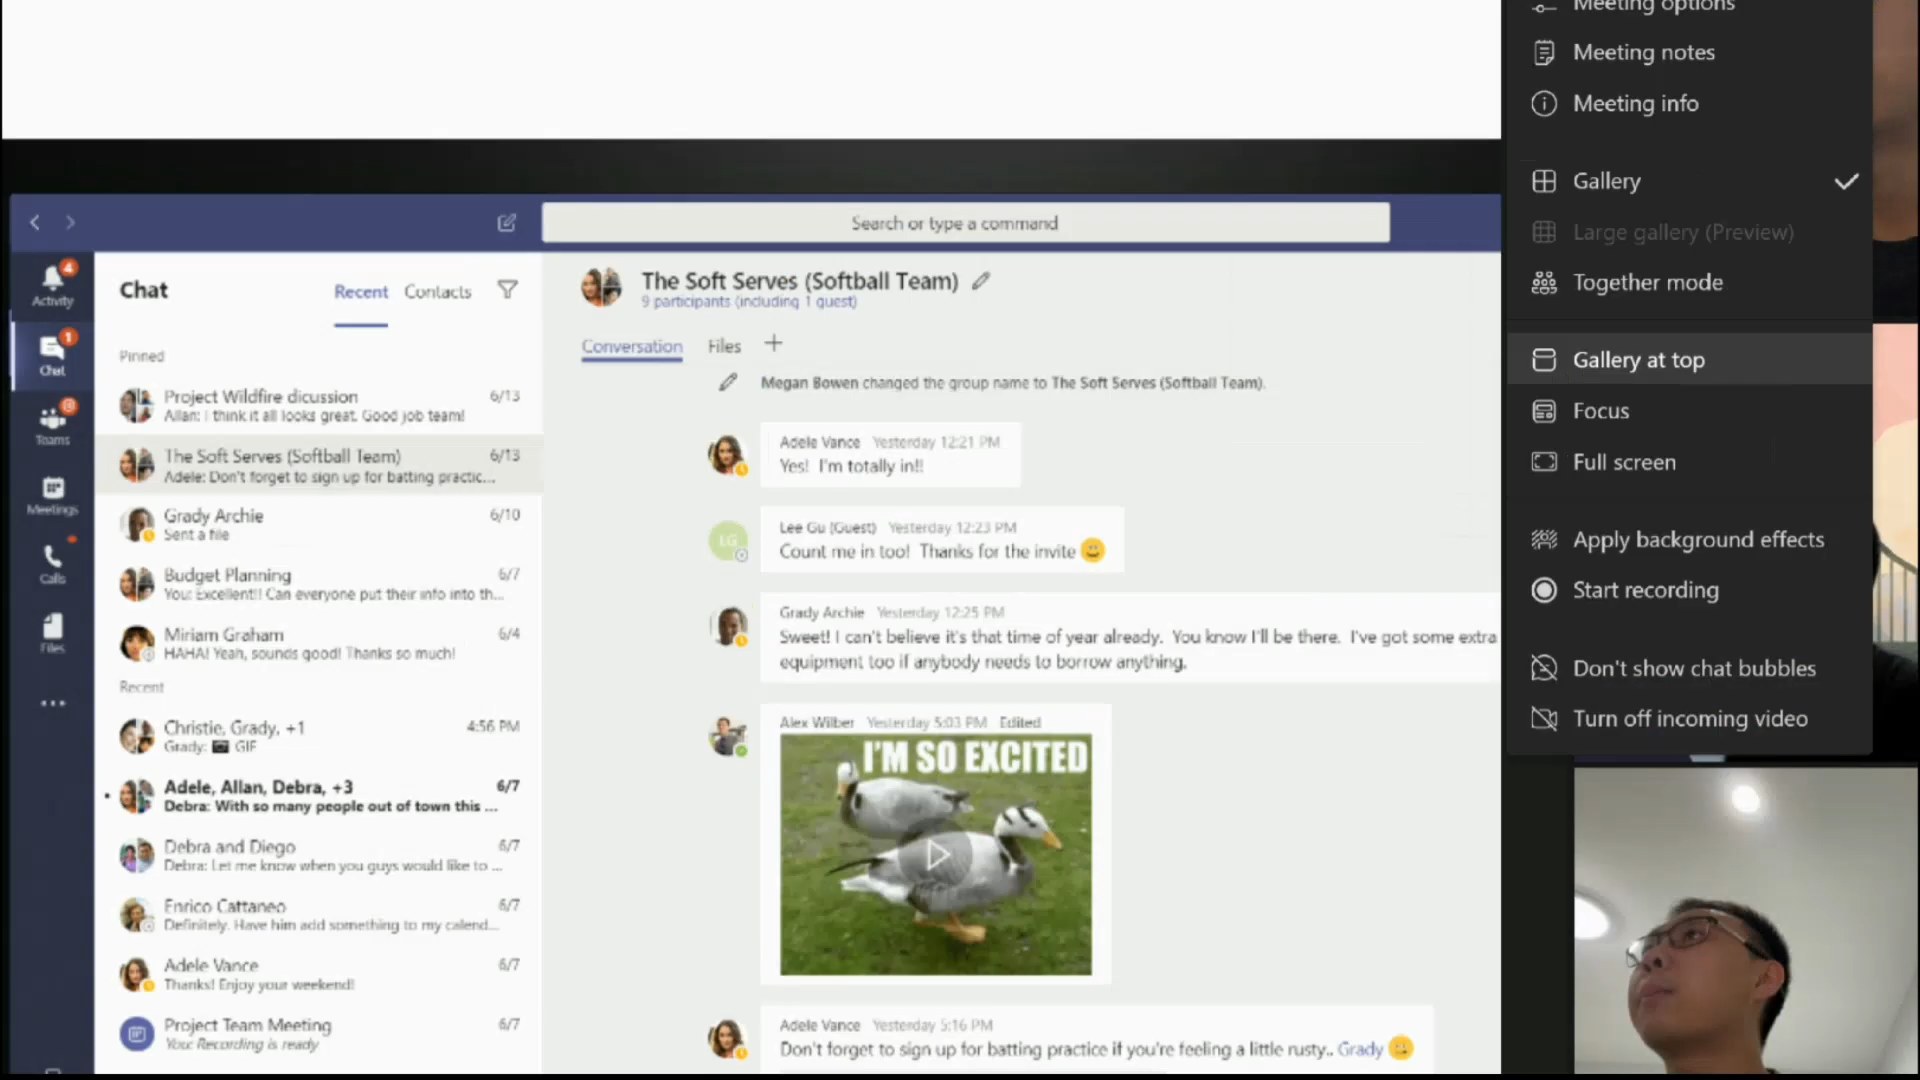 Search or type a command
4
Activity
1
Chat
Teams
Meetings
Calls
Files
Chat
Recent
Contacts
Pinned
Project Wildfire dicussion 6/13
Allan: I think it all looks great. Good job team!
The Soft Serves (Softball Team) 6/13
Adele: Don't forget to sign up for batting practic...
Grady Archie 6/10
Sent a file
Budget Planning 6/7
You: Excellent!! Can everyone put their info into th...
Miriam Graham 6/4
HAHA! Yeah, sounds good! Thanks so much!
Recent
Christie, Grady, +1 4:56 PM
Grady: 📷 GIF
Adele, Allan, Debra, +3 6/7
Debra: With so many people out of town this ...
Debra and Diego 6/7
Debra: Let me know when you guys would like to ...
Enrico Cattaneo 6/7
Definitely. Have him add something to my calend...
Adele Vance 6/7
Thanks! Enjoy your weekend!
Project Team Meeting 6/7
Your Recording is ready
The Soft Serves (Softball Team)
9 participants (including 1 guest)
Conversation Files +
Megan Bowen changed the group name to The Soft Serves (Softball Team).
Adele Vance Yesterday 12:21 PM
Yes! I'm totally in!!
LG
Lee Gu (Guest) Yesterday 12:23 PM
Count me in too! Thanks for the invite 😀
Grady Archie Yesterday 12:25 PM
Sweet! I can't believe it's that time of year already. You know I'll be there. I've got some extra
equipment too if anybody needs to borrow anything.
Alex Wilber Yesterday 5:03 PM Edited
I'M SO EXCITED
Adele Vance Yesterday 5:16 PM
Don't forget to sign up for batting practice if you're feeling a little rusty.. Grady 😀
Meeting options
Meeting notes
Meeting info
Gallery
Large gallery (Preview)
Together mode
Gallery at top
Focus
Full screen
Apply background effects
Start recording
Don't show chat bubbles
Turn off incoming video